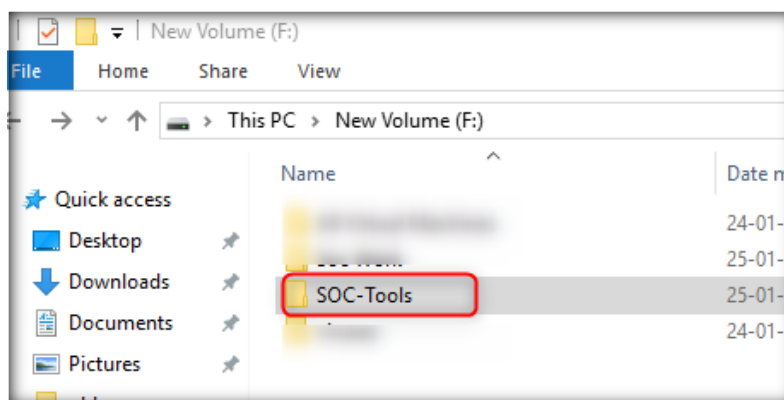 New Volume (F:)
File Home Share View
This PC > New Volume (F:)
Name Date
Quick access
Desktop
Downloads
Documents
Pictures
24-01-
25-01-
SOC-Tools 25-01-
24-01-